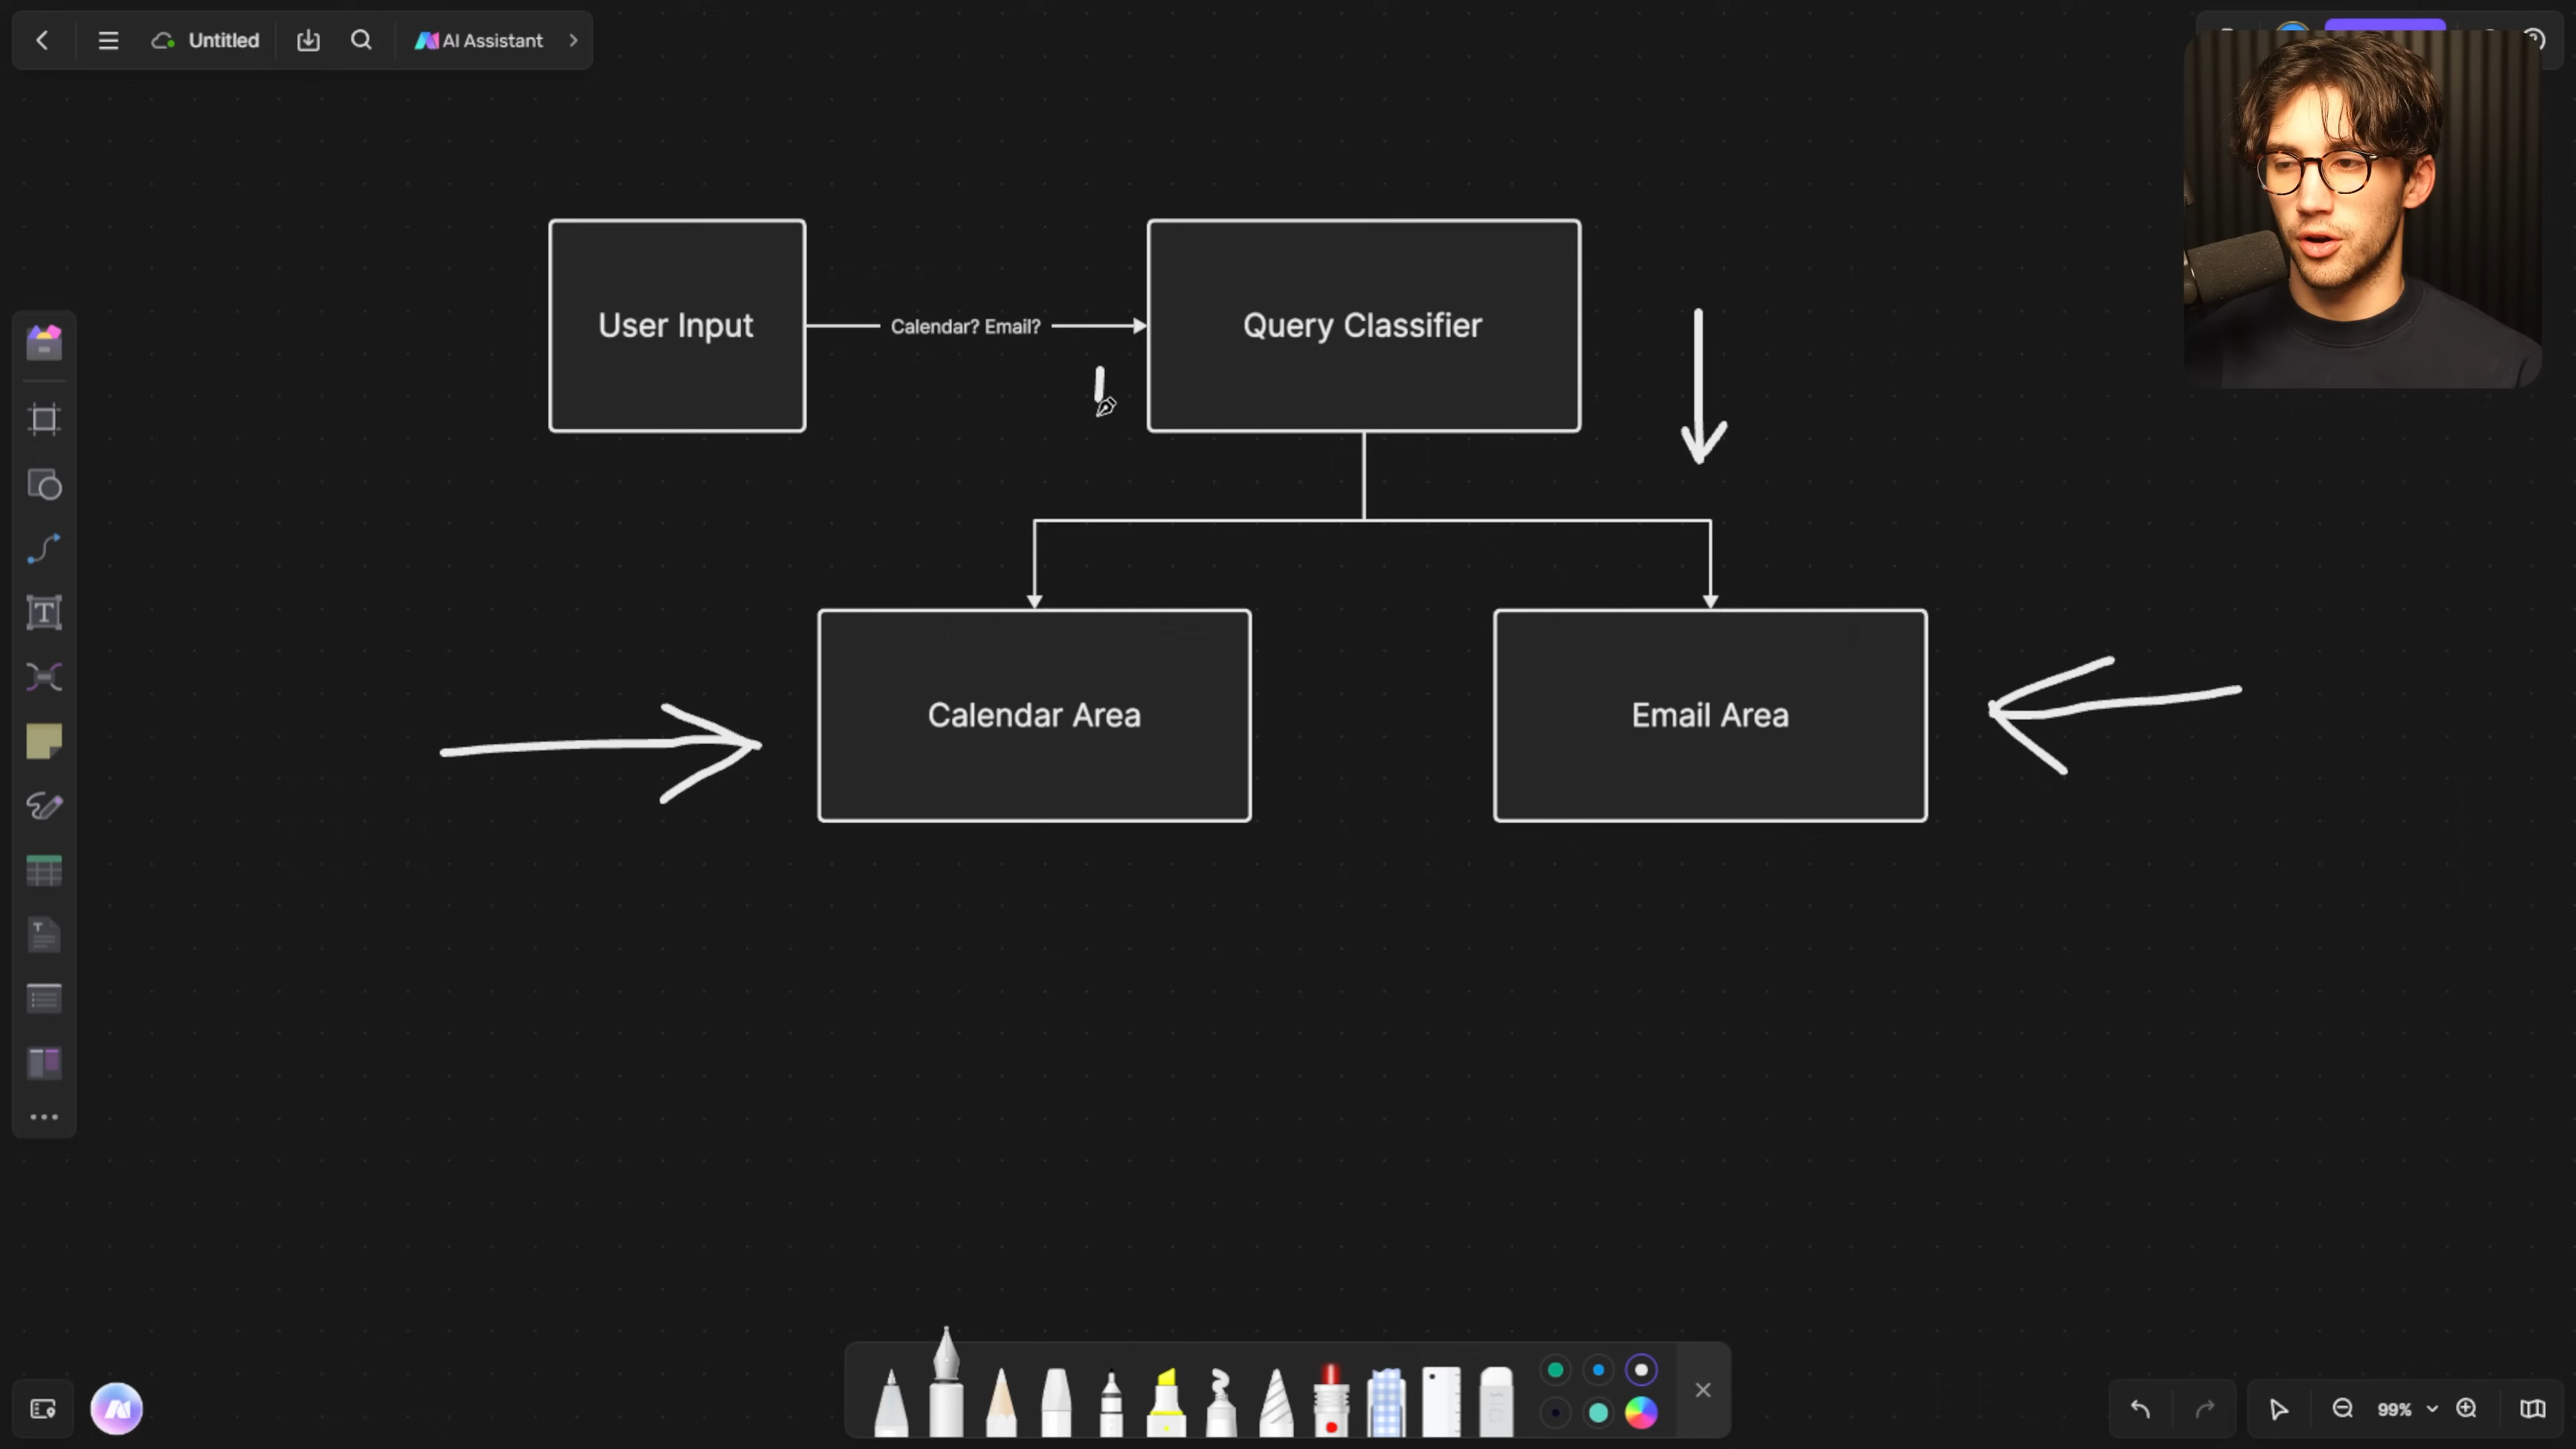 Untitled
AI Assistant
User Input
Calendar? Email?
Query Classifier
Calendar Area
Email Area
99%